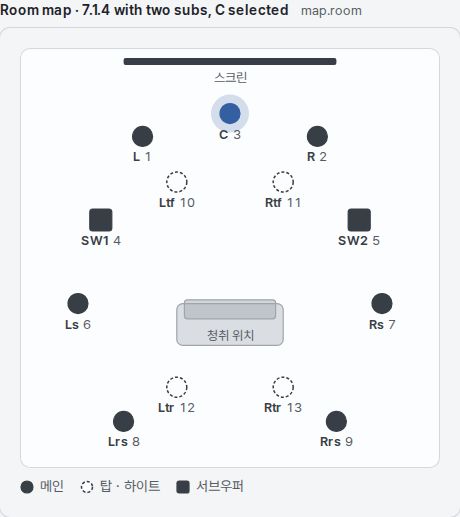 Room map · 7.1.4 with two subs, C selected map.room
스크린
C 3
L 1
R 2
Ltf 10
Rtf 11
SW1 4
SW2 5
Ls 6
Rs 7
청취 위치
Ltr 12
Rtr 13
Lrs 8
Rrs 9
메인 탑 · 하이트 서브우퍼